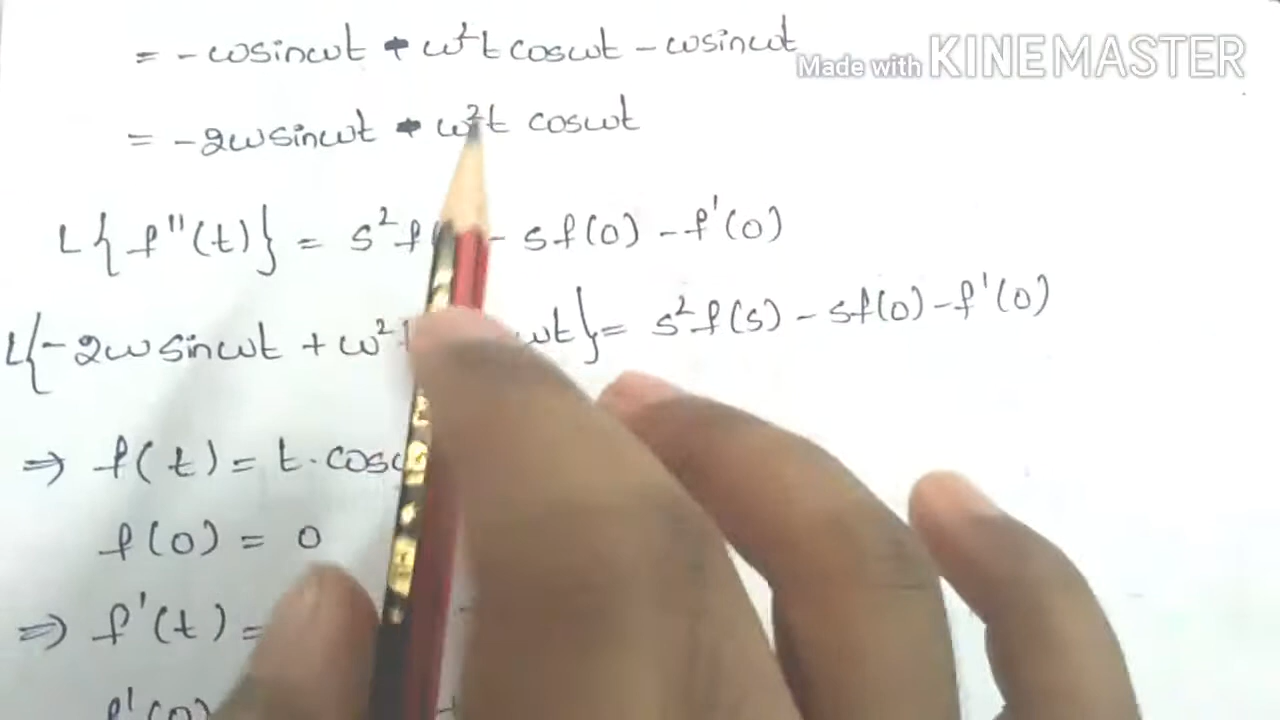 = -ωsinωt - ω²t cosωt - ωsinωt
Made with KINEMASTER
= -2ωsinωt - ω²t cosωt
L{f''(t)} = s²f - sf(0) - f'(0)
L{-2ωsinωt + ω² ωt} = s²f(s) - sf(0) - f'(0)
⇒ f(t) = t.cos
f(0) = 0
⇒ f'(t) =
f'(0)